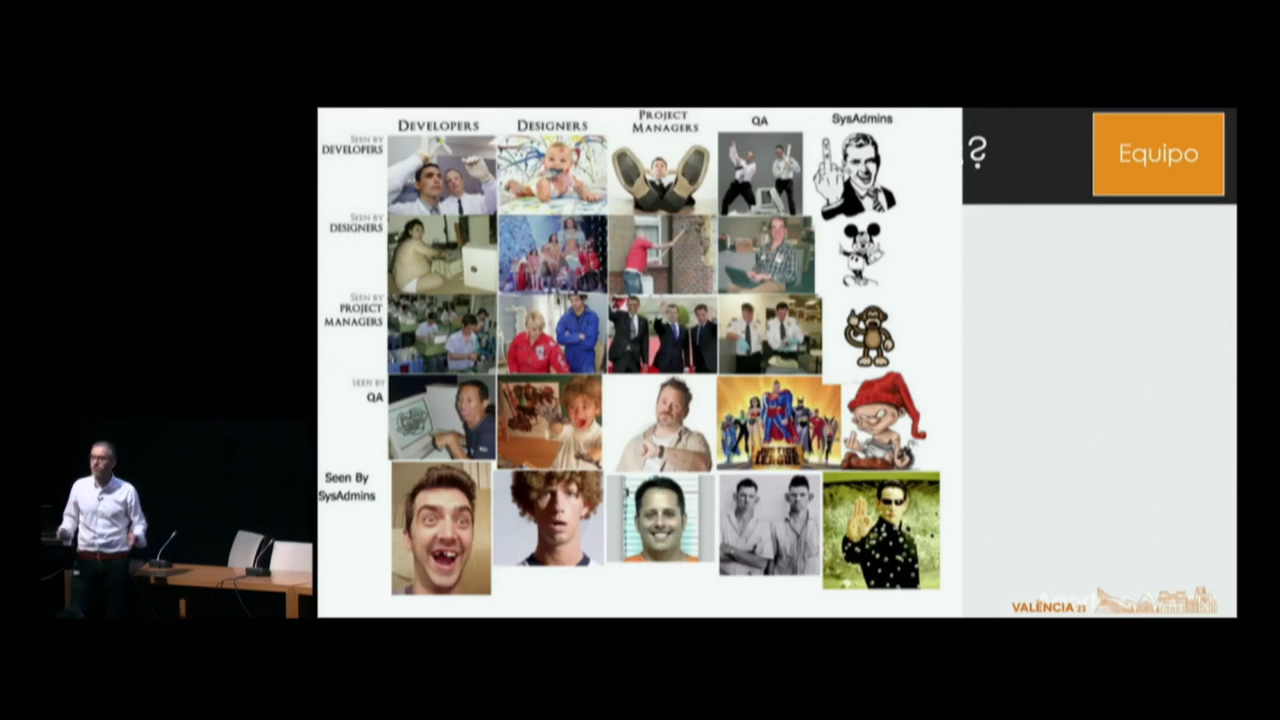 DEVELOPERS
DESIGNERS
PROJECT
MANAGERS
QA
SysAdmins
SEEN BY
DEVELOPERS
SEEN BY
DESIGNERS
SEEN BY
PROJECT
MANAGERS
SEEN BY
QA
Seen By
SysAdmins
?
Equipo
VALÈNCIA 23